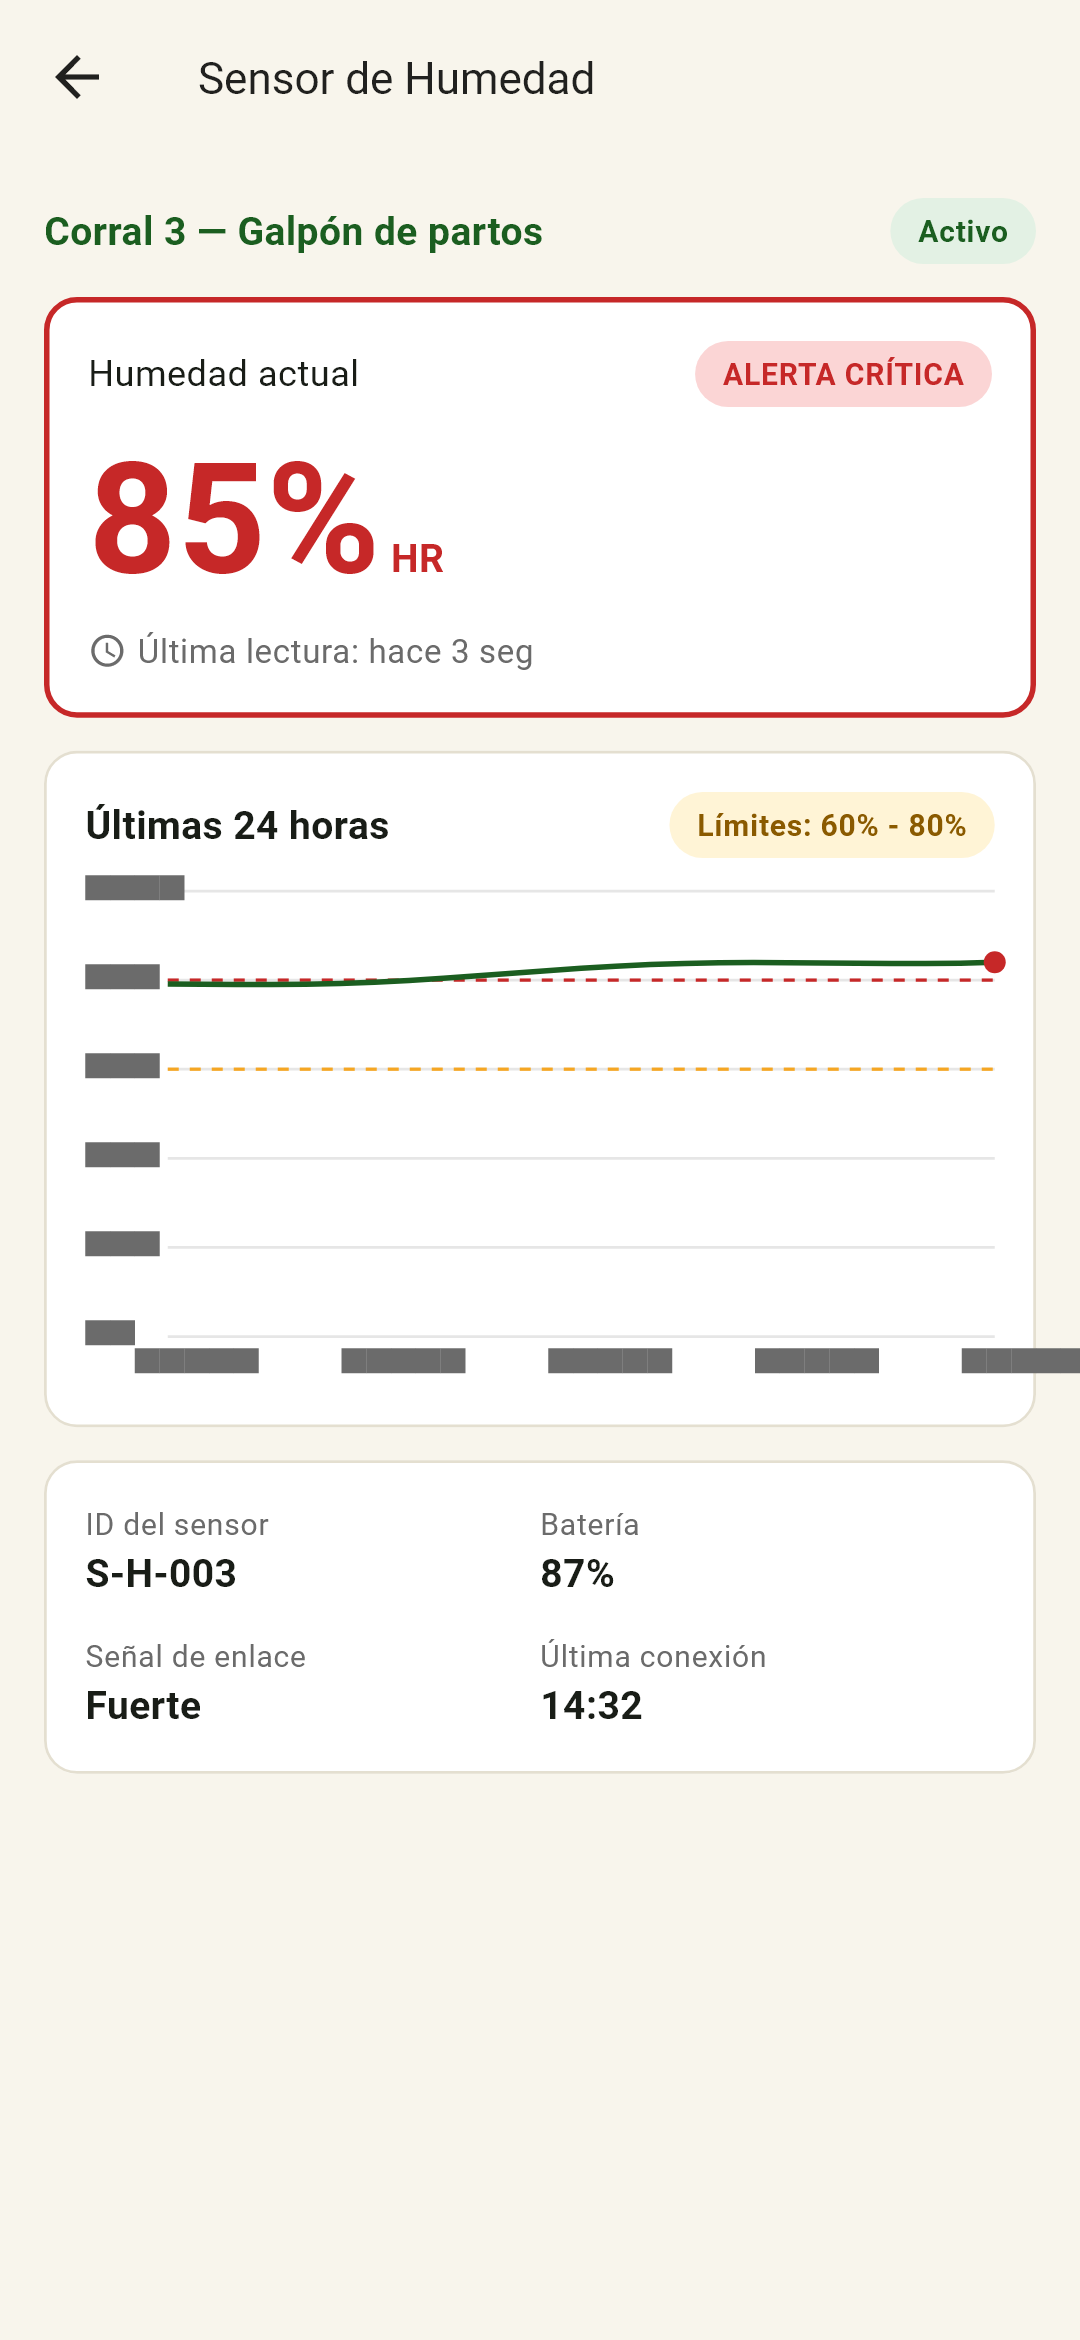 Sensor de Humedad
Corral 3 — Galpón de partos
Activo
Humedad actual
ALERTA CRÍTICA
85% HR
Última lectura: hace 3 seg
Últimas 24 horas
Límites: 60% - 80%
ID del sensor
Batería
S-H-003
87%
Señal de enlace
Última conexión
Fuerte
14:32